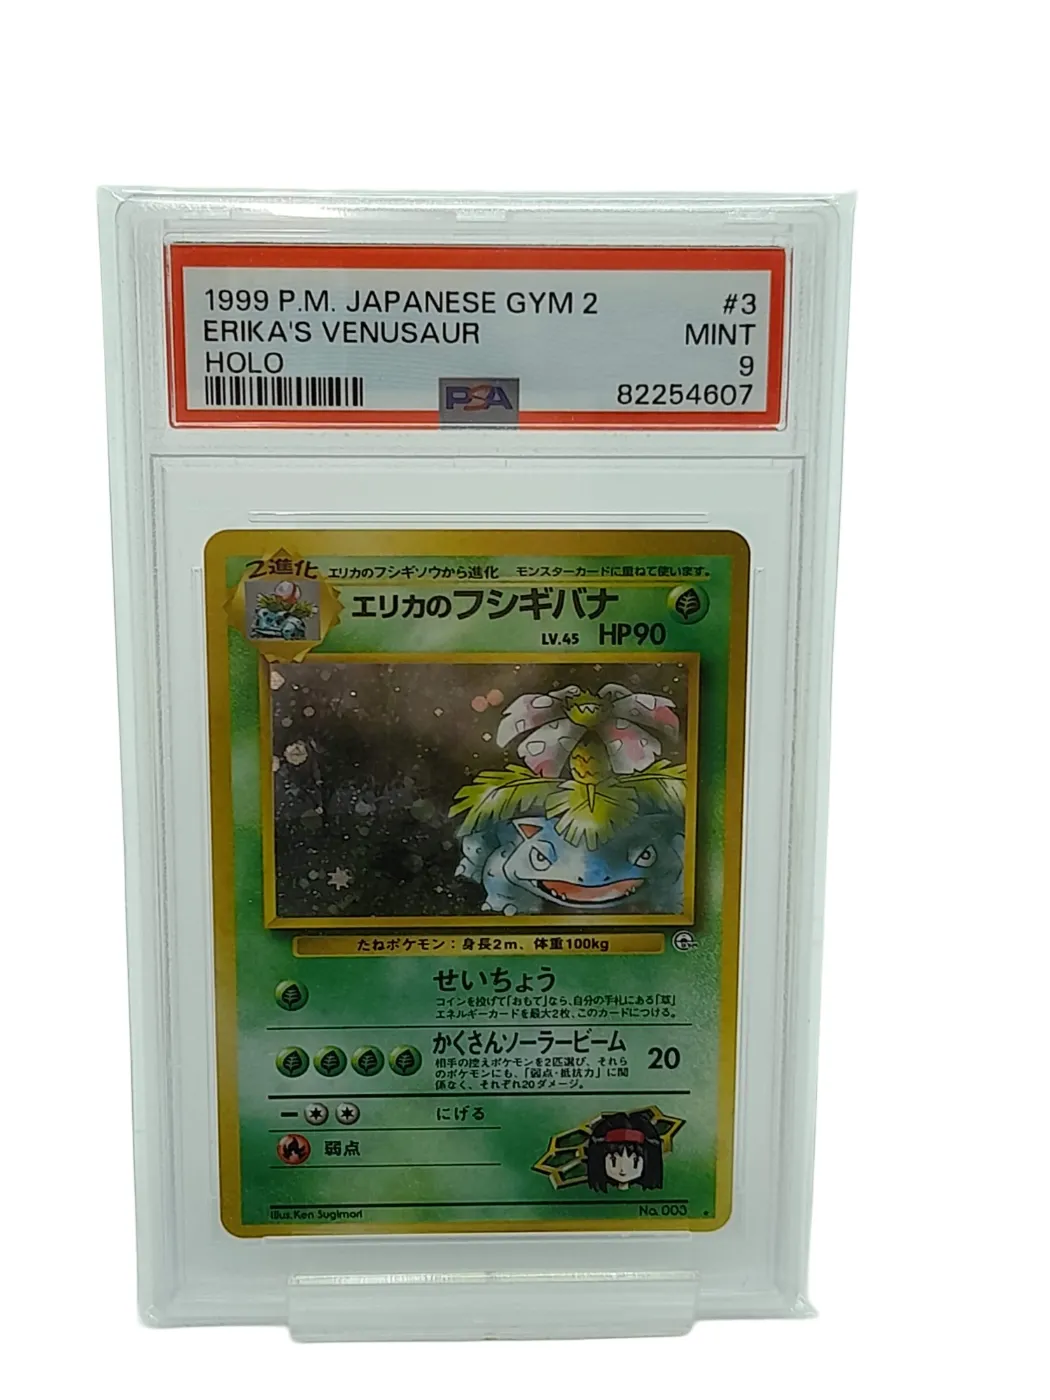 1999 P.M. JAPANESE GYM 2 #3
ERIKA'S VENUSAUR MINT
HOLO 9
PSA 82254607
2進化 エリカのフシギソウから進化 モンスターカードに重ねて使います。
エリカのフシギバナ
LV.45 HP90
たねポケモン：身長2m、体重100kg
せいちょう
コインを投げて「おもて」なら、自分の手札にある「草」
エネルギーカードを最大2枚、このカードにつける。
かくさんソーラービーム 20
相手の控えポケモンを2匹選び、それら
のポケモンにも、「弱点・抵抗力」に関
係なく、それぞれ20ダメージ。
にげる
弱点
Illus. Ken Sugimori No. 003